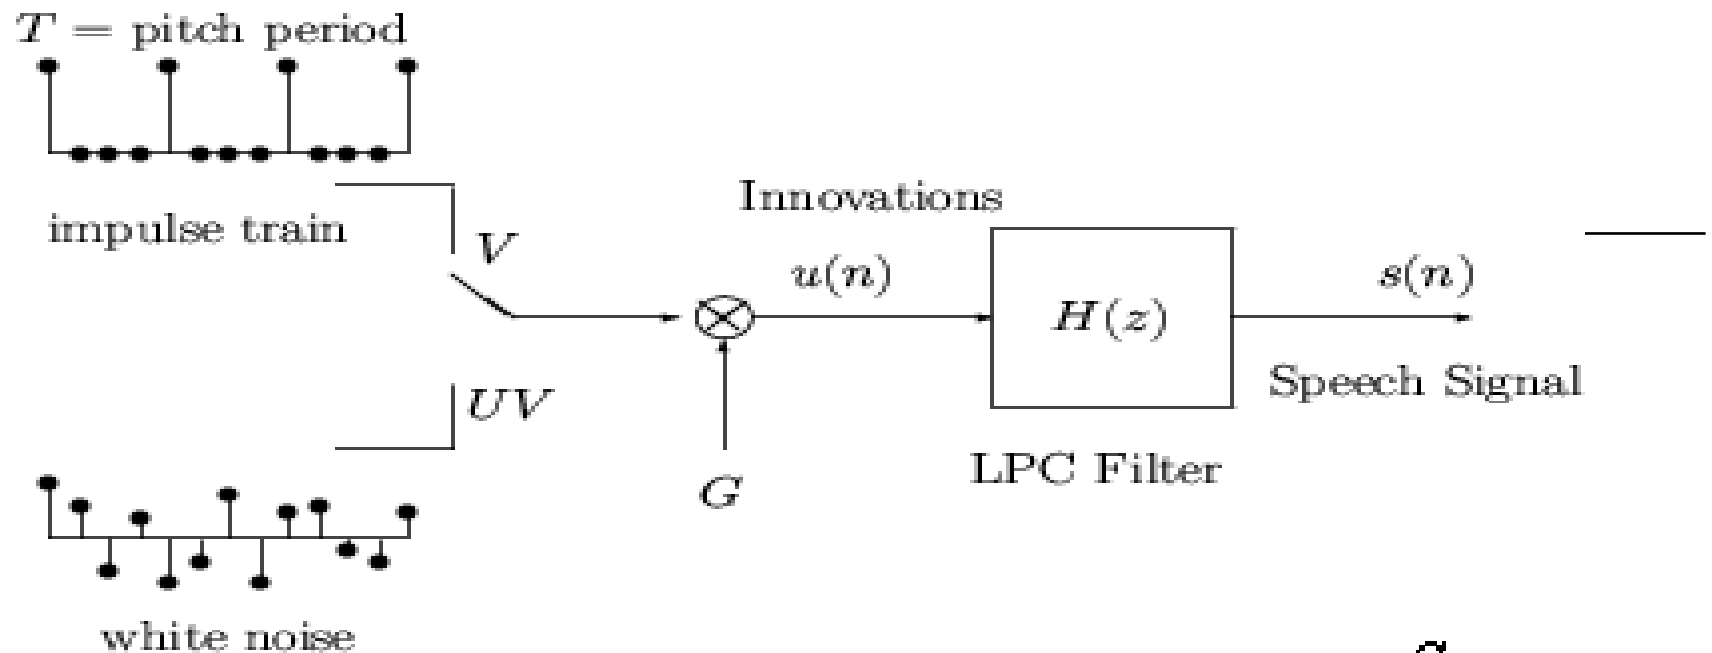 T = pitch period
impulse train
V
Innovations
u(n)
H(z)
s(n)
Speech Signal
UV
G
LPC Filter
white noise